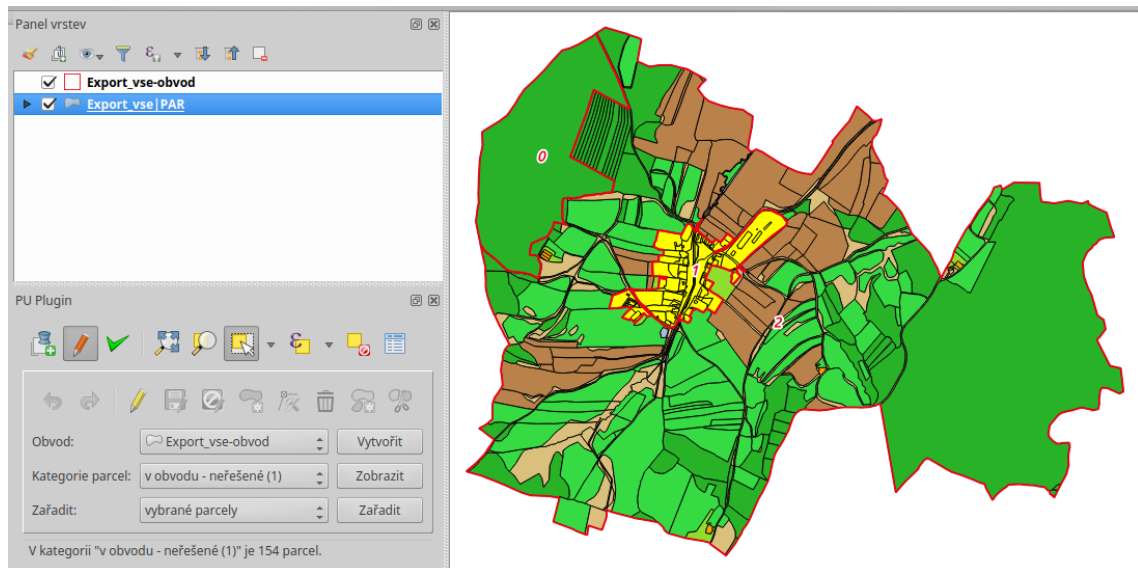 Panel vrstev
Export_vse-obvod
Export_vse|PAR
PU Plugin
Obvod:
Export_vse-obvod
Vytvořit
Kategorie parcel:
v obvodu - neřešené (1)
Zobrazit
Zařadit:
vybrané parcely
Zařadit
V kategorii "v obvodu - neřešené (1)" je 154 parcel.
0
1
2